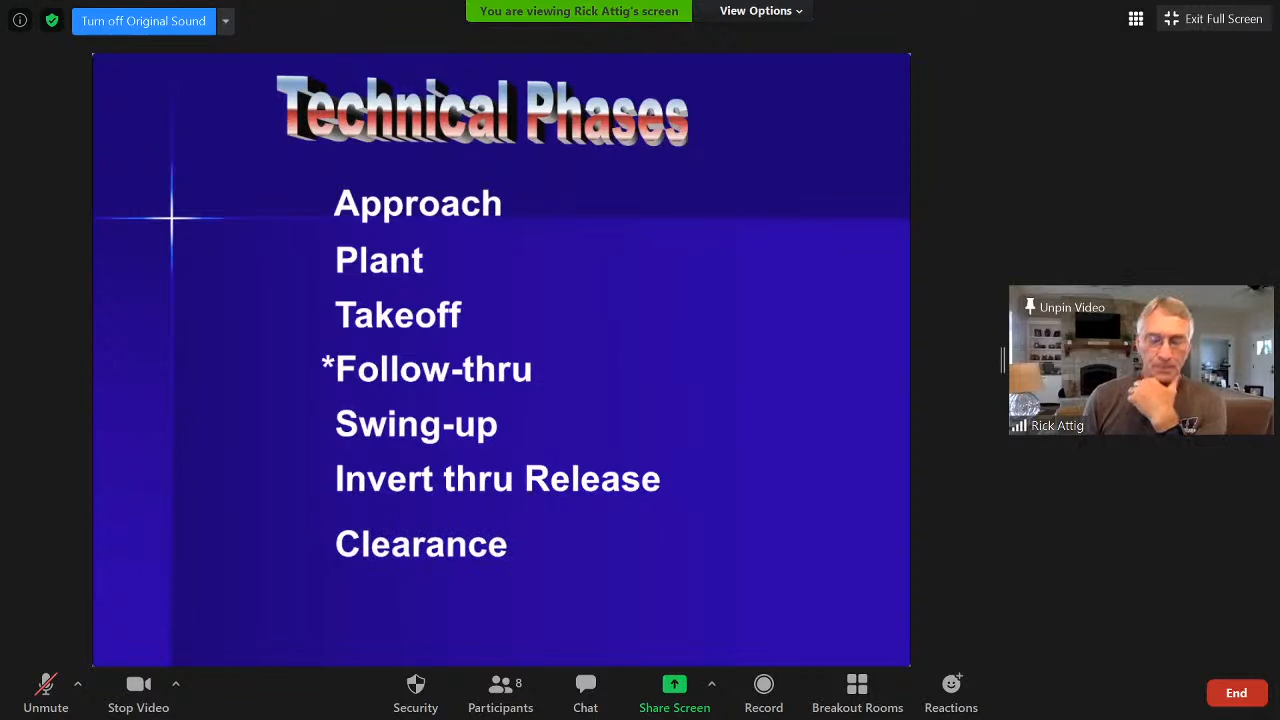 Turn off Original Sound
You are viewing Rick Attig's screen
View Options
Exit Full Screen
Technical Phases
Approach
Plant
Takeoff
*Follow-thru
Swing-up
Invert thru Release
Clearance
Unpin Video
Rick Attig
Unmute
Stop Video
Security
Participants
8
Chat
Share Screen
Record
Breakout Rooms
Reactions
End